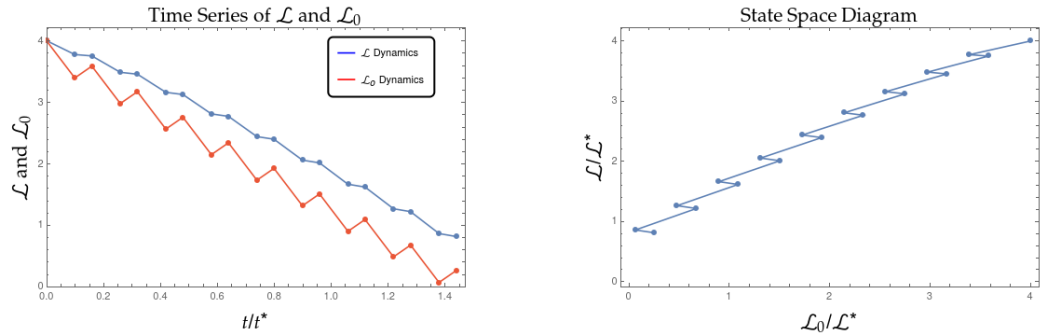 Time Series of ℒ and ℒ₀
4
3
2
1
0
0.0 0.2 0.4 0.6 0.8 1.0 1.2 1.4
ℒ and ℒ₀
t/t*
ℒ Dynamics
ℒ₀ Dynamics
State Space Diagram
4
3
2
1
0
0 1 2 3 4
ℒ/ℒ*
ℒ₀/ℒ*